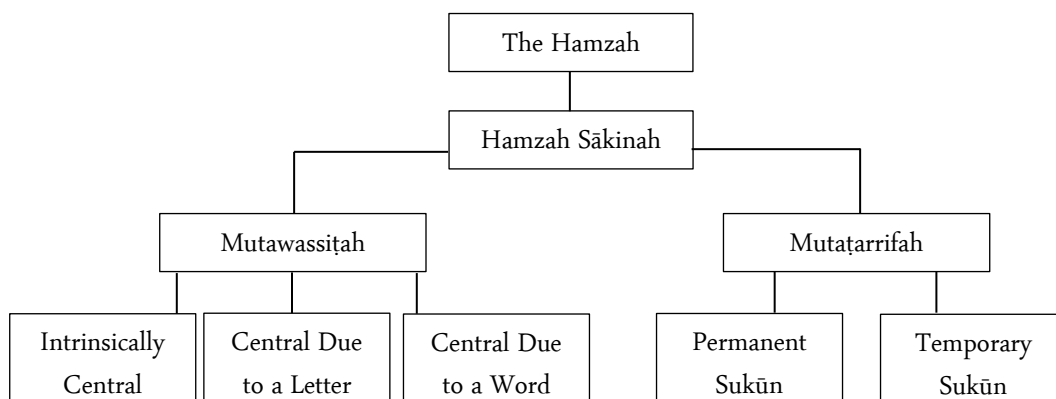 The Hamzah
Hamzah Sākinah
Mutawassiṭah
Mutaṭarrifah
Intrinsically
Central
Central Due
to a Letter
Central Due
to a Word
Permanent
Sukūn
Temporary
Sukūn